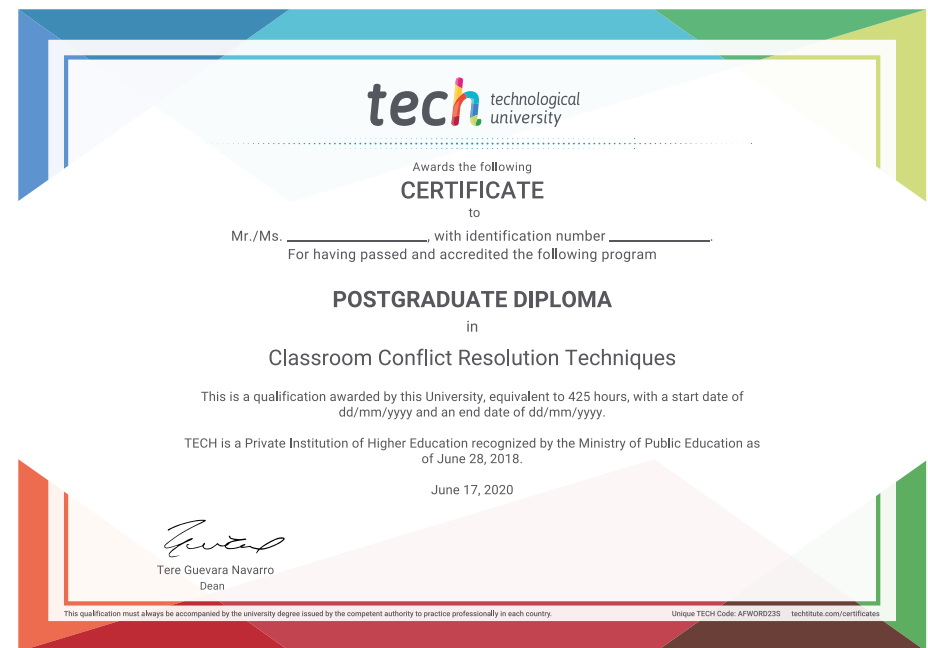 tech technological
university
Awards the following
CERTIFICATE
to
Mr./Ms. ____________________, with identification number ______________.
For having passed and accredited the following program
POSTGRADUATE DIPLOMA
in
Classroom Conflict Resolution Techniques
This is a qualification awarded by this University, equivalent to 425 hours, with a start date of
dd/mm/yyyy and an end date of dd/mm/yyyy.
TECH is a Private Institution of Higher Education recognized by the Ministry of Public Education as
of June 28, 2018.
June 17, 2020
Tere Guevara Navarro
Dean
This qualification must always be accompanied by the university degree issued by the competent authority to practice professionally in each country. Unique TECH Code: AFWORD23S techtitute.com/certificates